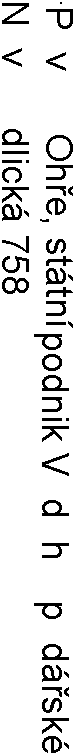 P v Ohře, státní podnik V d h p dářské
N v dlická 758